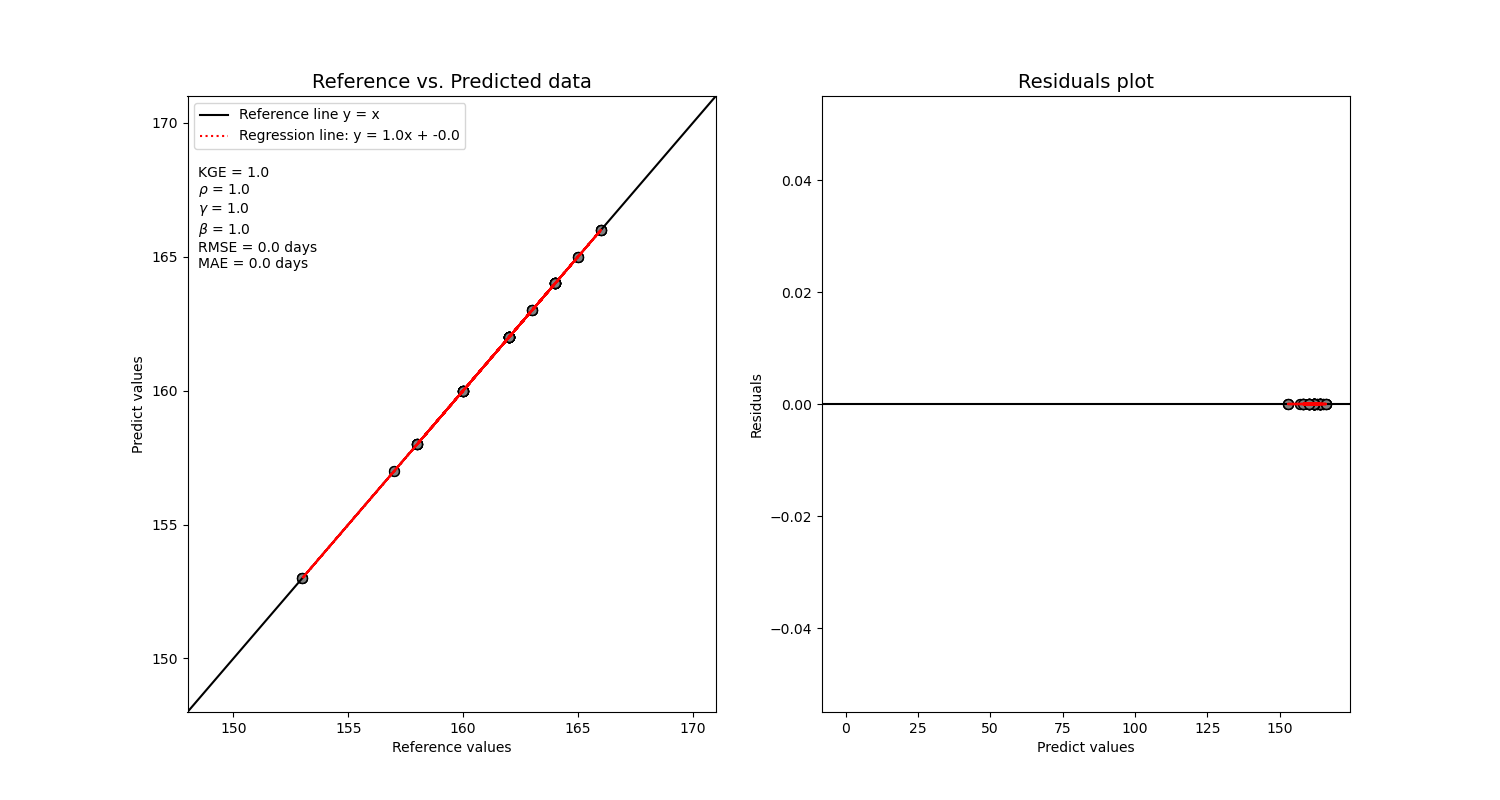 Reference vs. Predicted data
Reference line y = x
Regression line: y = 1.0x + -0.0
KGE = 1.0
ρ = 1.0
γ = 1.0
β = 1.0
RMSE = 0.0 days
MAE = 0.0 days
170
165
160
155
150
Predict values
150
155
160
165
170
Reference values
Residuals plot
0.04
0.02
0.00
−0.02
−0.04
Residuals
0
25
50
75
100
125
150
Predict values